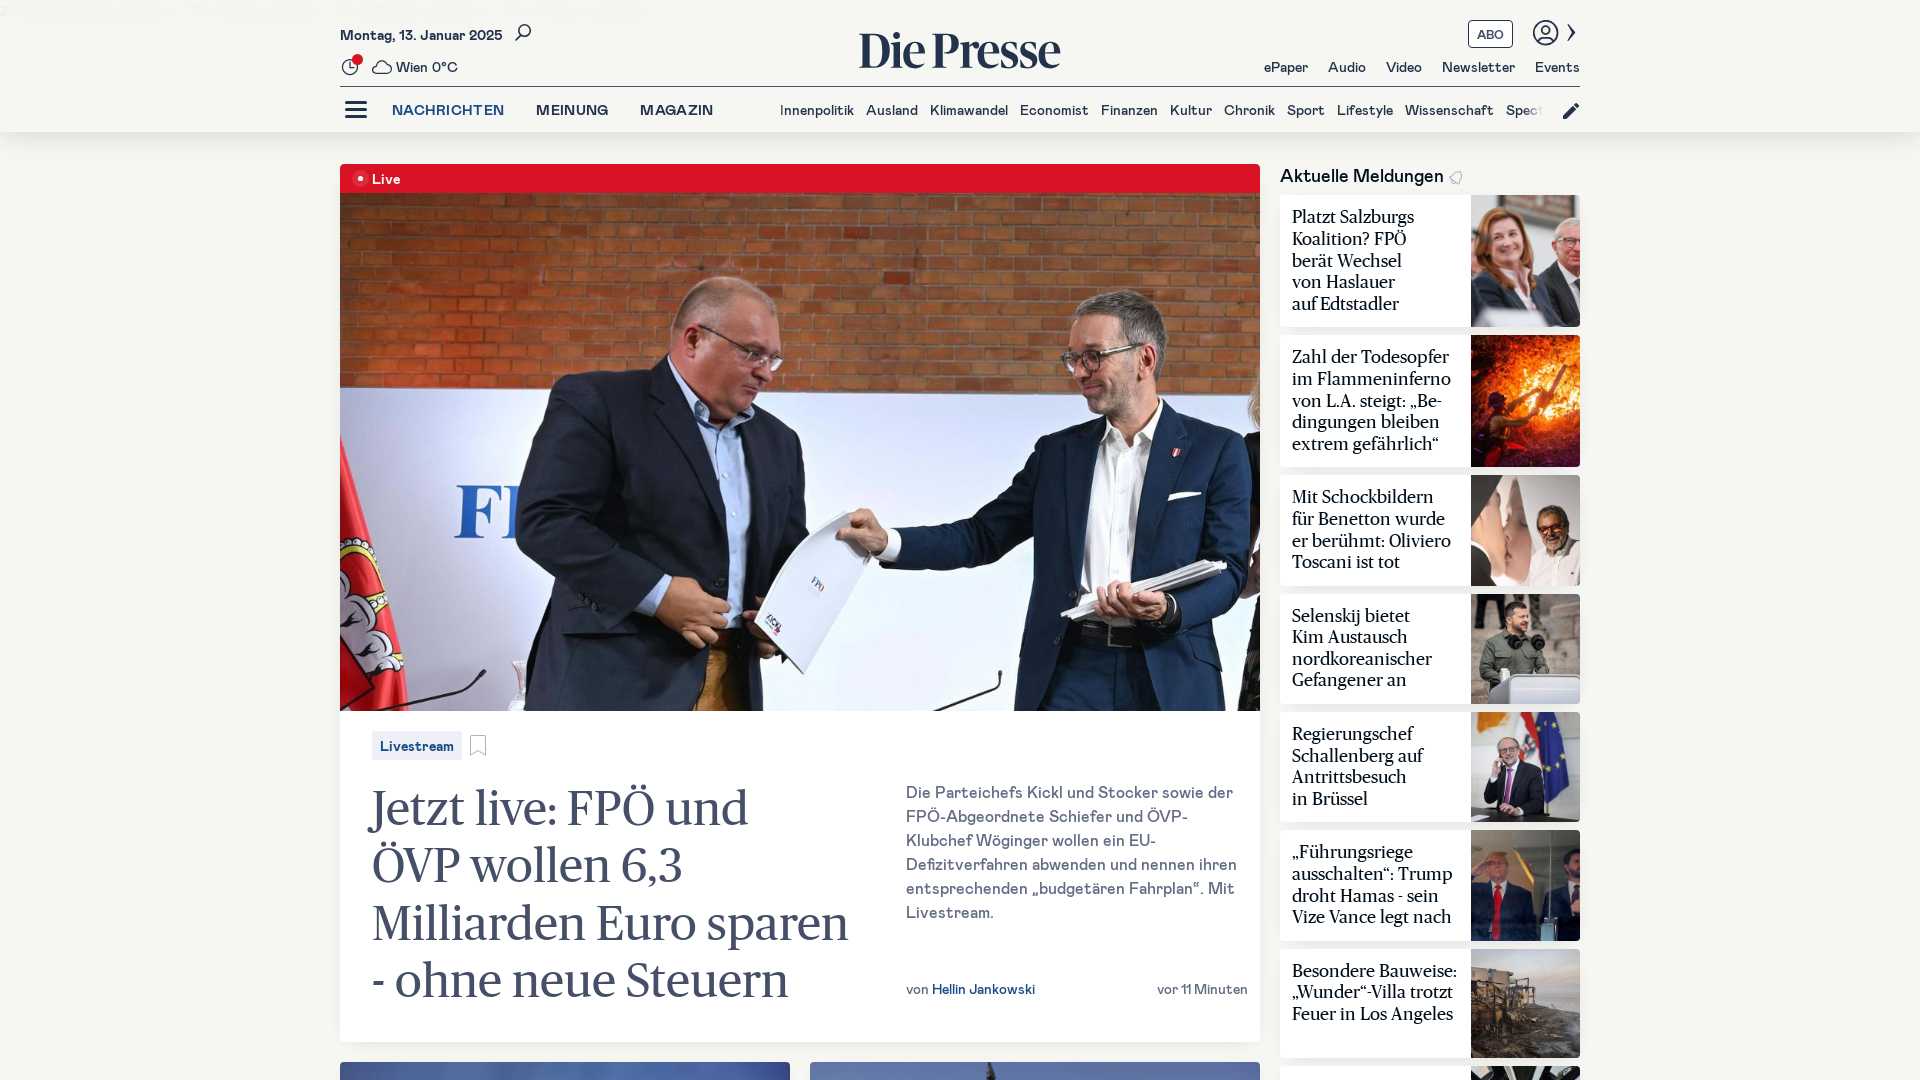 Montag, 13. Januar 2025
Wien 0°C
Die Presse
ABO
ePaper Audio Video Newsletter Events
NACHRICHTEN MEINUNG MAGAZIN
Innenpolitik Ausland Klimawandel Economist Finanzen Kultur Chronik Sport Lifestyle Wissenschaft Spect
Live
FPÖ
KICKL
Livestream
Jetzt live: FPÖ und
ÖVP wollen 6,3
Milliarden Euro sparen
- ohne neue Steuern
Die Parteichefs Kickl und Stocker sowie der
FPÖ-Abgeordnete Schiefer und ÖVP-
Klubchef Wöginger wollen ein EU-
Defizitverfahren abwenden und nennen ihren
entsprechenden „budgetären Fahrplan“. Mit
Livestream.
von Hellin Jankowski
vor 11 Minuten
Aktuelle Meldungen
Platzt Salzburgs
Koalition? FPÖ
berät Wechsel
von Haslauer
auf Edtstadler
Zahl der Todesopfer
im Flammeninferno
von L.A. steigt: „Be-
dingungen bleiben
extrem gefährlich“
Mit Schockbildern
für Benetton wurde
er berühmt: Oliviero
Toscani ist tot
Selenskij bietet
Kim Austausch
nordkoreanischer
Gefangener an
Regierungschef
Schallenberg auf
Antrittsbesuch
in Brüssel
„Führungsriege
ausschalten“: Trump
droht Hamas - sein
Vize Vance legt nach
Besondere Bauweise:
„Wunder“-Villa trotzt
Feuer in Los Angeles